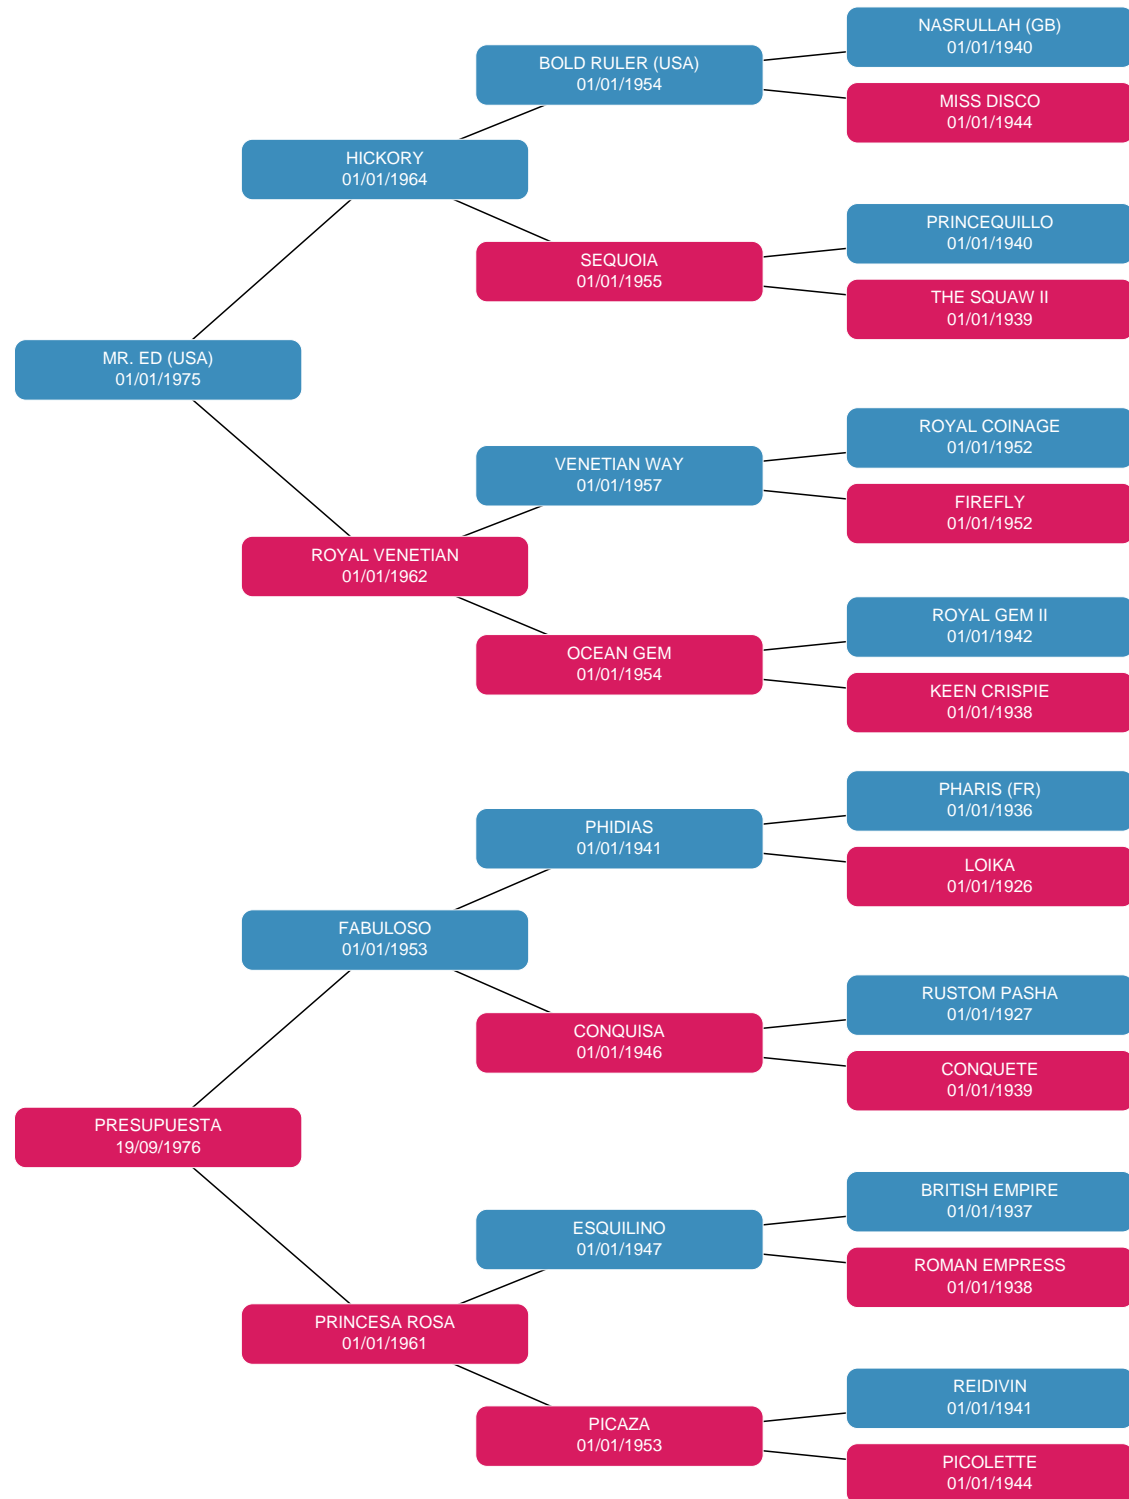 NASRULLAH (GB)
01/01/1940
BOLD RULER (USA)
01/01/1954
MISS DISCO
01/01/1944
HICKORY
01/01/1964
PRINCEQUILLO
01/01/1940
SEQUOIA
01/01/1955
THE SQUAW II
01/01/1939
MR. ED (USA)
01/01/1975
ROYAL COINAGE
01/01/1952
VENETIAN WAY
01/01/1957
FIREFLY
01/01/1952
ROYAL VENETIAN
01/01/1962
ROYAL GEM II
01/01/1942
OCEAN GEM
01/01/1954
KEEN CRISPIE
01/01/1938
PHARIS (FR)
01/01/1936
PHIDIAS
01/01/1941
LOIKA
01/01/1926
FABULOSO
01/01/1953
RUSTOM PASHA
01/01/1927
CONQUISA
01/01/1946
CONQUETE
01/01/1939
PRESUPUESTA
19/09/1976
BRITISH EMPIRE
01/01/1937
ESQUILINO
01/01/1947
ROMAN EMPRESS
01/01/1938
PRINCESA ROSA
01/01/1961
REIDIVIN
01/01/1941
PICAZA
01/01/1953
PICOLETTE
01/01/1944